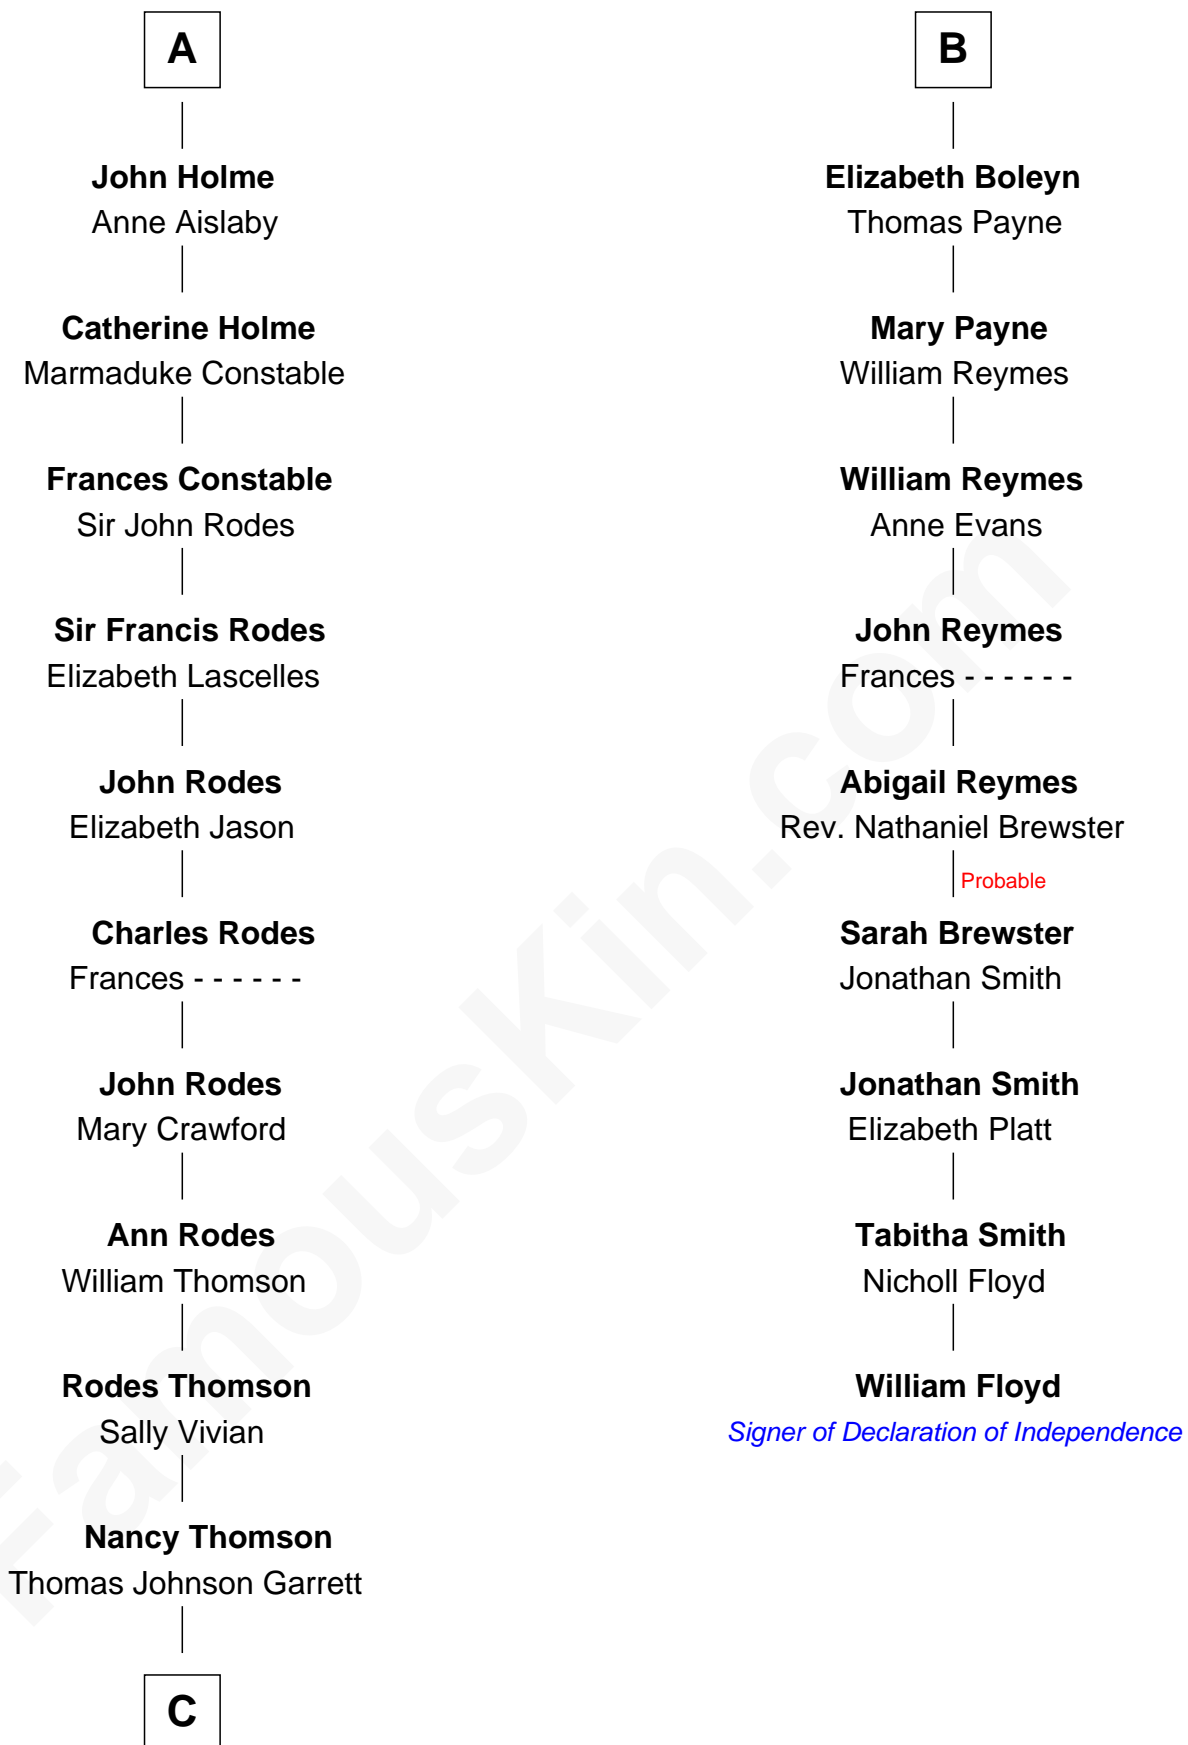 A
John Holme
Anne Aislaby
Catherine Holme
Marmaduke Constable
Frances Constable
Sir John Rodes
Sir Francis Rodes
Elizabeth Lascelles
John Rodes
Elizabeth Jason
Charles Rodes
Frances - - - - - -
John Rodes
Mary Crawford
Ann Rodes
William Thomson
Rodes Thomson
Sally Vivian
Nancy Thomson
Thomas Johnson Garrett
C
B
Elizabeth Boleyn
Thomas Payne
Mary Payne
William Reymes
William Reymes
Anne Evans
John Reymes
Frances - - - - - -
Abigail Reymes
Rev. Nathaniel Brewster
Probable
Sarah Brewster
Jonathan Smith
Jonathan Smith
Elizabeth Platt
Tabitha Smith
Nicholl Floyd
William Floyd
Signer of Declaration of Independence
FamousKin.com